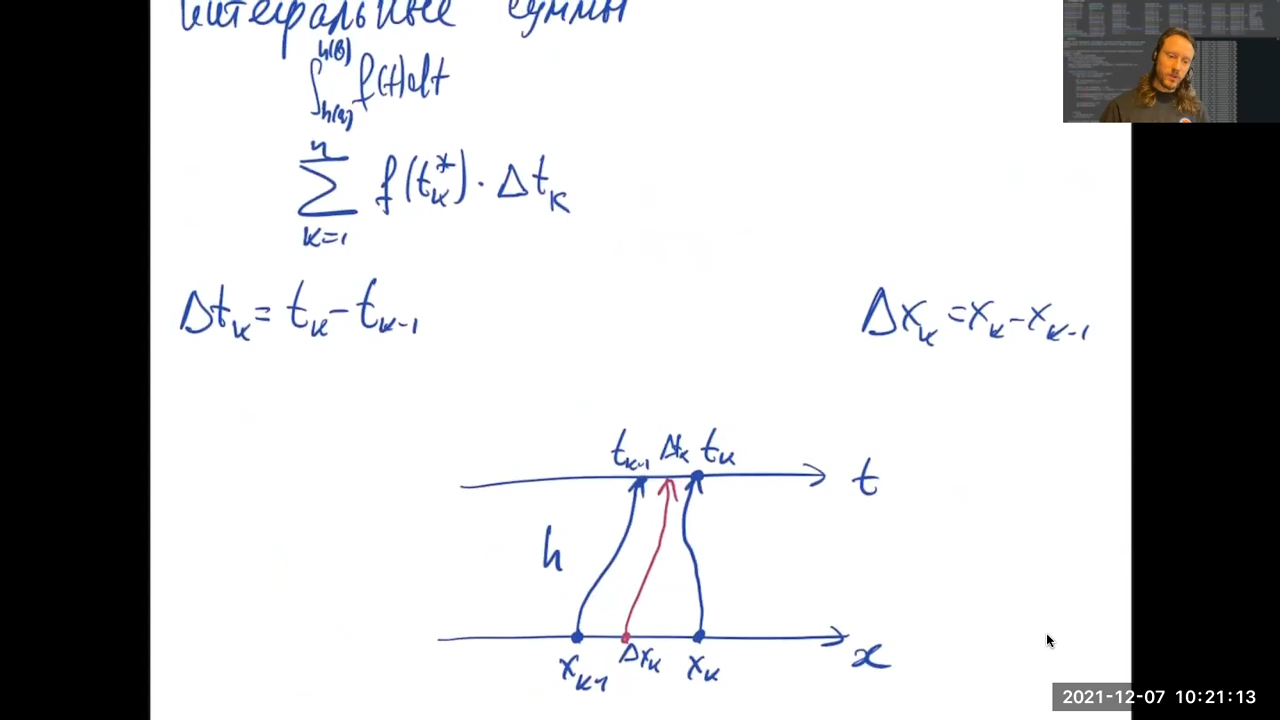 интегральные суммы
∫_{h(a)}^{h(b)} f(t)dt
∑_{k=1}^{n} f(t_k^*) · Δt_k
Δt_k = t_k - t_{k-1}
Δx_k = x_k - x_{k-1}
t_{k-1} Δt_k t_k
t
h
x_{k-1} Δx_k x_k
x
2021-12-07 10:21:13